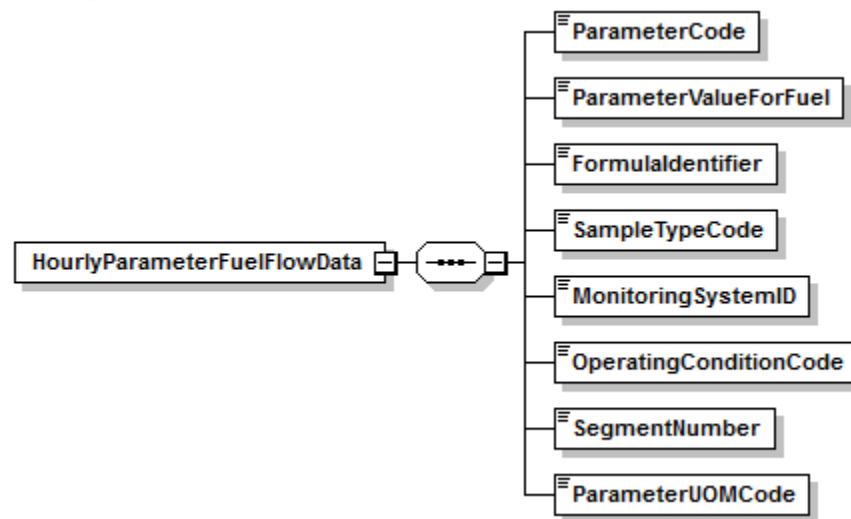 ParameterCode
ParameterValueForFuel
FormulaIdentifier
SampleTypeCode
HourlyParameterFuelFlowData
MonitoringSystemID
OperatingConditionCode
SegmentNumber
ParameterUOMCode